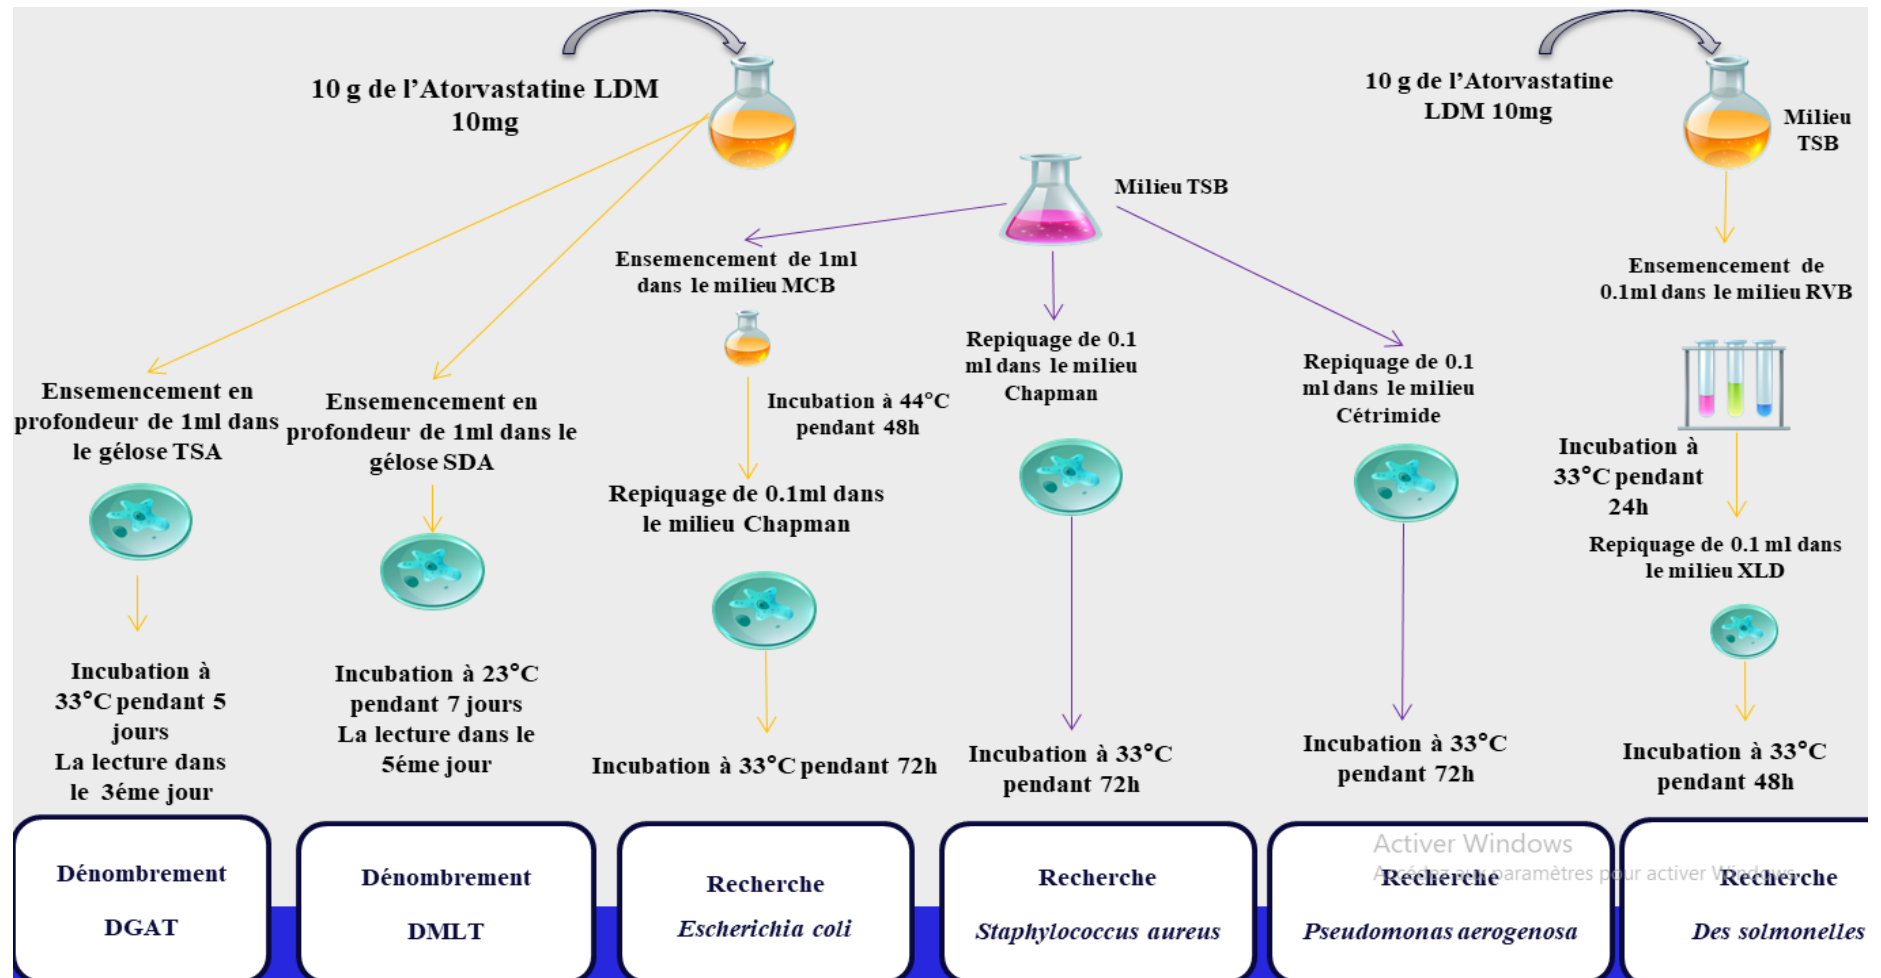 10 g de l’Atorvastatine LDM
10mg
10 g de l’Atorvastatine
LDM 10mg
Milieu
TSB
Milieu TSB
Ensemencement en
profondeur de 1ml dans
le gélose TSA
Incubation à
33°C pendant 5
jours
La lecture dans
le 3éme jour
Dénombrement
DGAT
Ensemencement en
profondeur de 1ml dans le
gélose SDA
Incubation à 23°C
pendant 7 jours
La lecture dans le
5éme jour
Dénombrement
DMLT
Ensemencement de 1ml
dans le milieu MCB
Incubation à 44°C
pendant 48h
Repiquage de 0.1ml dans
le milieu Chapman
Incubation à 33°C pendant 72h
Recherche
Escherichia coli
Repiquage de 0.1
ml dans le milieu
Chapman
Incubation à 33°C
pendant 72h
Recherche
Staphylococcus aureus
Repiquage de 0.1
ml dans le milieu
Cétrimide
Incubation à 33°C
pendant 72h
Recherche
Pseudomonas aerogenosa
Ensemencement de
0.1ml dans le milieu RVB
Incubation à
33°C pendant
24h
Repiquage de 0.1 ml dans
le milieu XLD
Incubation à 33°C
pendant 48h
Recherche
Des solmonelles
Activer Windows
Accédez aux paramètres pour activer Windows.